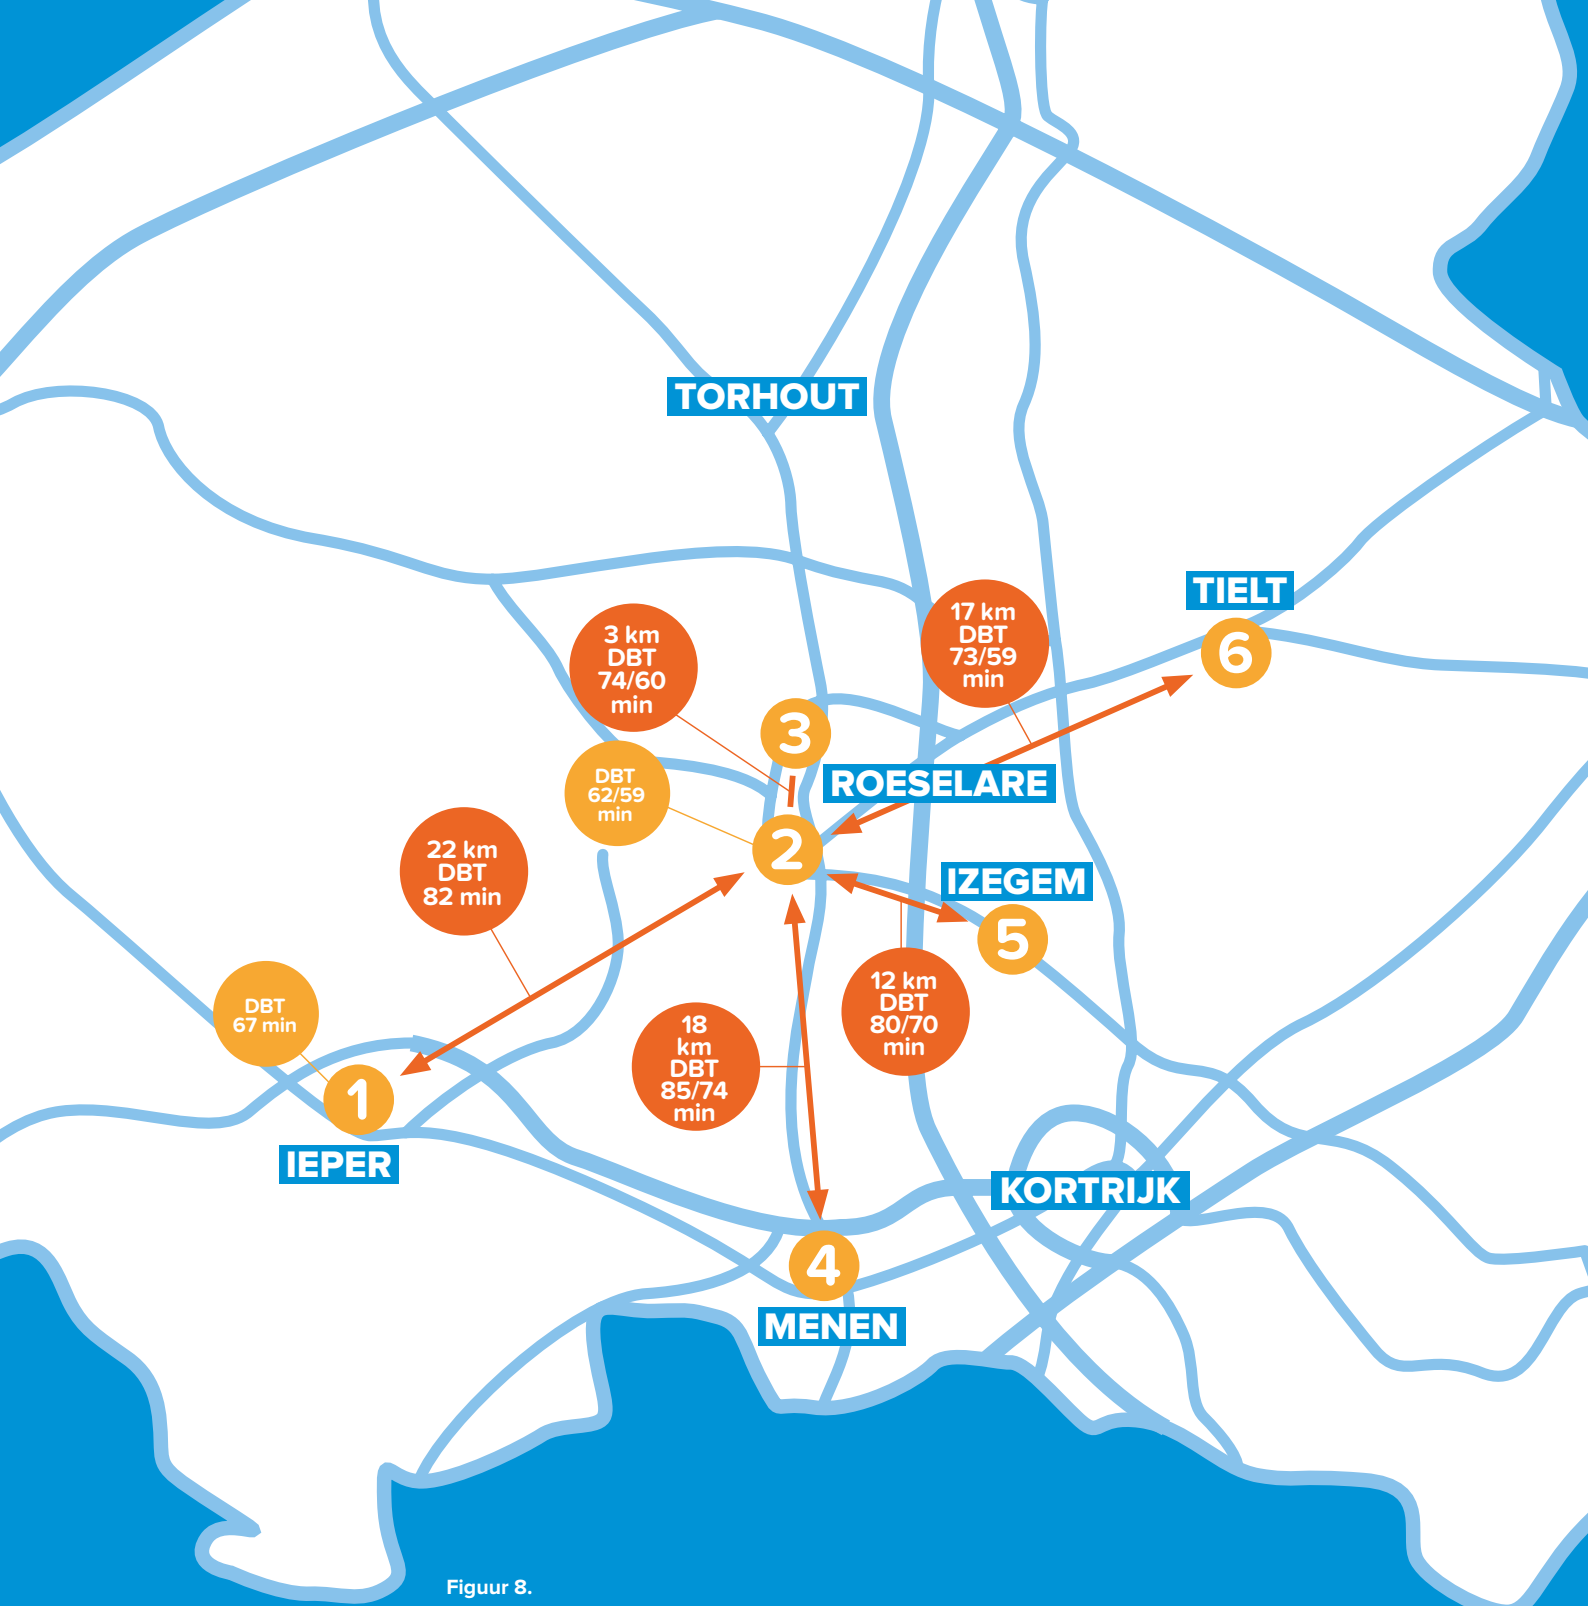 TORHOUT
TIELT
17 km
DBT
73/59
min
3 km
DBT
74/60
min
6
3
DBT
62/59
min
ROESELARE
2
22 km
DBT
82 min
IZEGEM
5
12 km
DBT
80/70
min
DBT
67 min
18
km
DBT
85/74
min
1
IEPER
KORTRIJK
4
MENEN
Figuur 8.